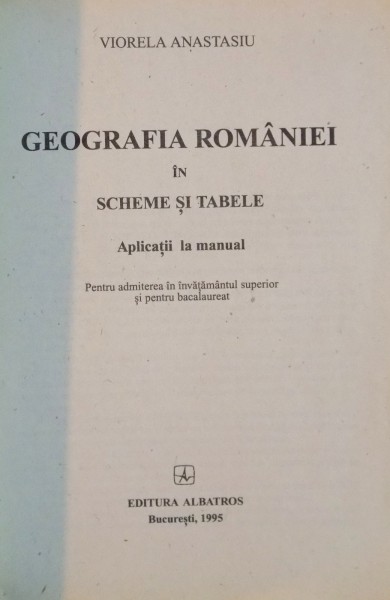 VIORELA ANASTASIU
GEOGRAFIA ROMÂNIEI
ÎN
SCHEME ȘI TABELE
Aplicații la manual
Pentru admiterea în învățământul superior
și pentru bacalaureat
EDITURA ALBATROS
București, 1995